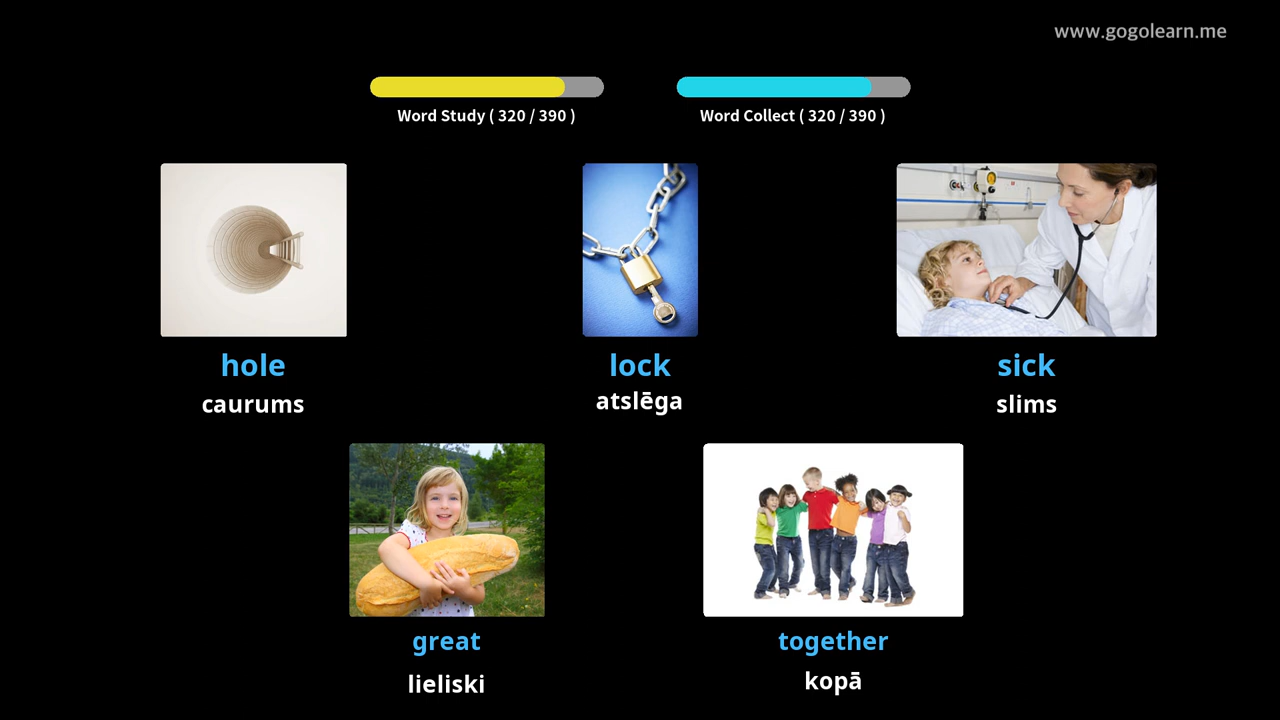 www.gogolearn.me
Word Study ( 320 / 390 )
Word Collect ( 320 / 390 )
hole
caurums
lock
atslēga
sick
slims
great
lieliski
together
kopā